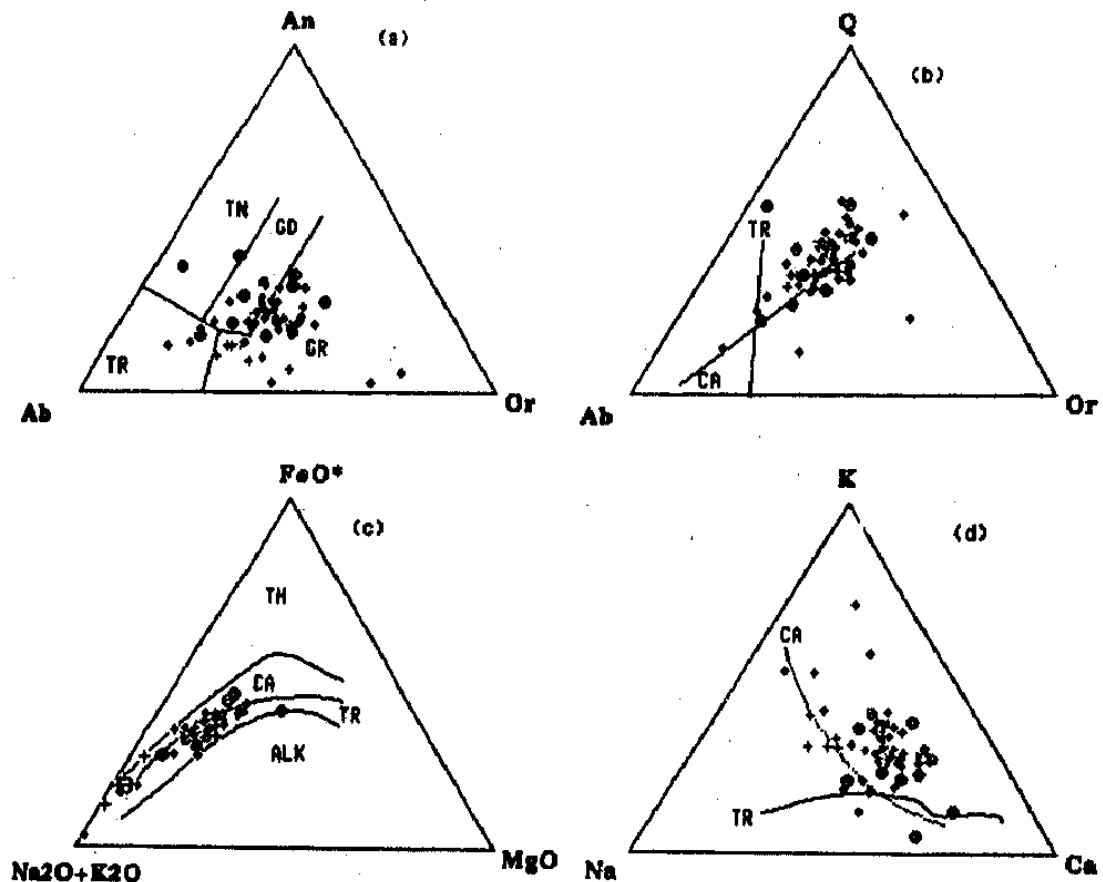 An
(a)
TN
GD
TR
GR
Ab
Or
Q
(b)
TR
CA
Ab
Or
FeO*
(c)
TH
CA
TR
ALK
Na2O+K2O
MgO
K
(d)
CA
TR
Na
Ca